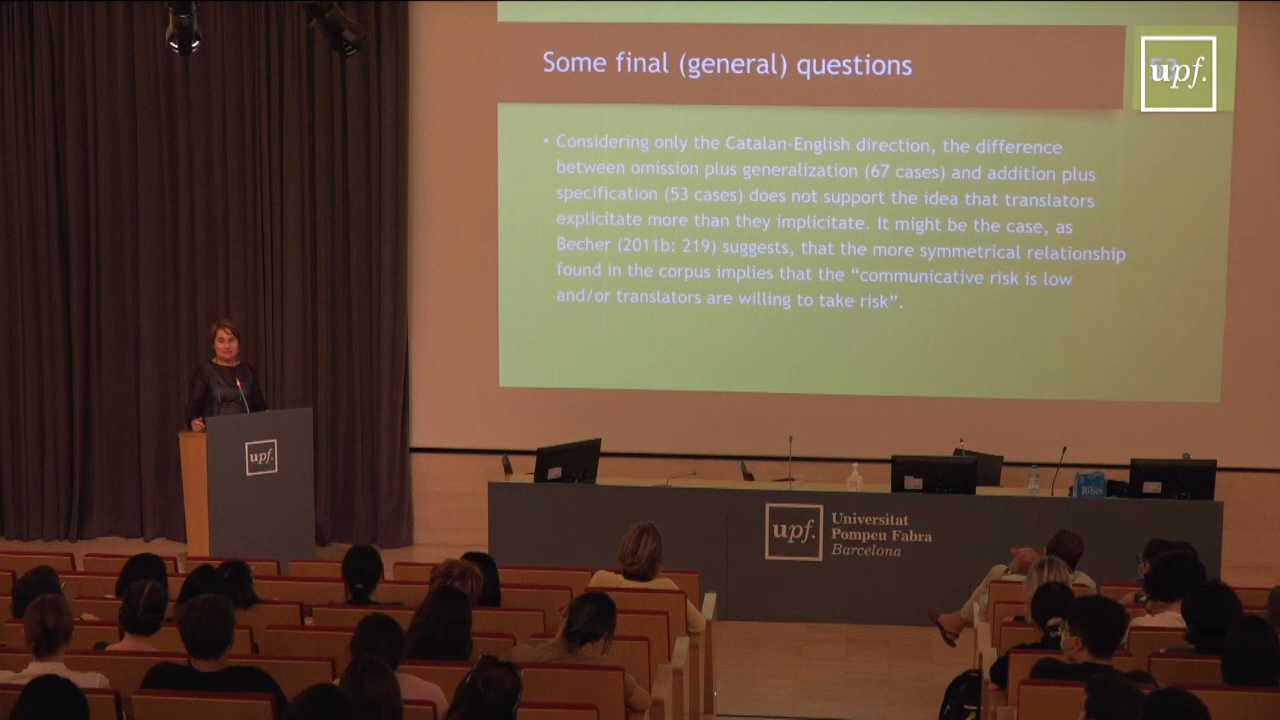 Some final (general) questions
upf.
• Considering only the Catalan-English direction, the difference
between omission plus generalization (67 cases) and addition plus
specification (53 cases) does not support the idea that translators
explicitate more than they implicitate. It might be the case, as
Becher (2011b: 219) suggests, that the more symmetrical relationship
found in the corpus implies that the “communicative risk is low
and/or translators are willing to take risk”.
upf.
upf.
Universitat
Pompeu Fabra
Barcelona
Ribes